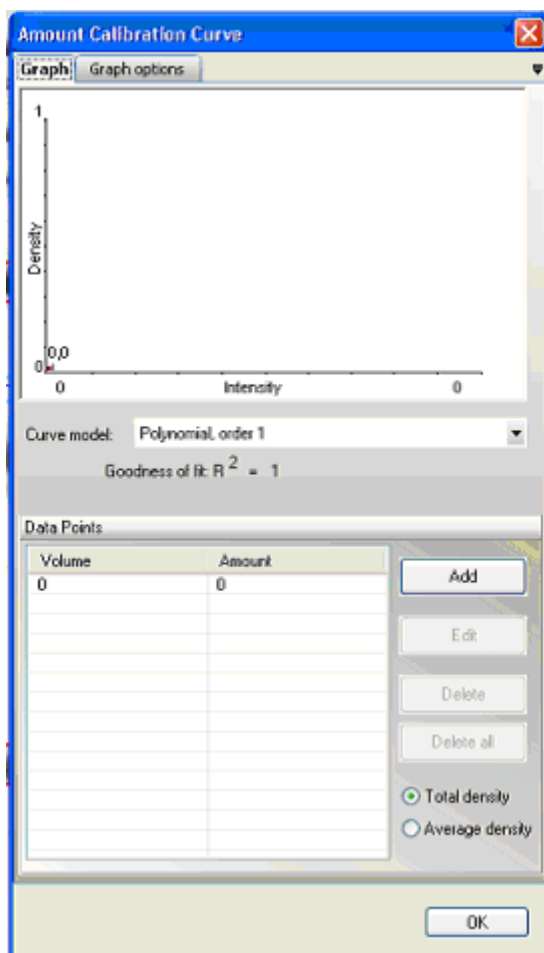 Amount Calibration Curve
Graph Graph options
1
Density
0,0
0
0 Intensity 0
Curve model: Polynomial, order 1
Goodness of fit: R 2 = 1
Data Points
Volume Amount
0 0
Add
Edit
Delete
Delete all
Total density
Average density
OK